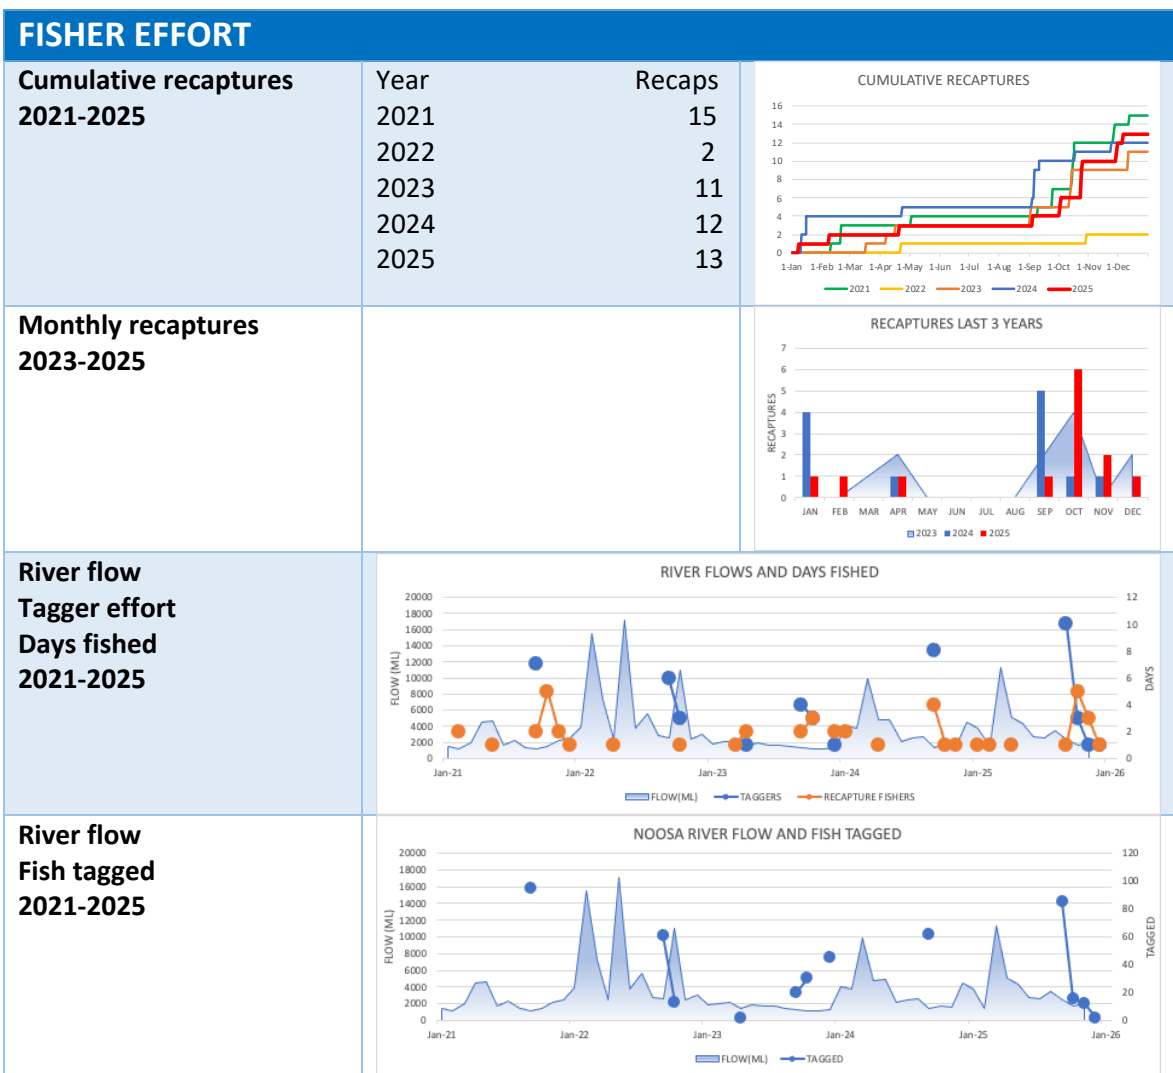 FISHER EFFORT
Cumulative recaptures
2021-2025
Year Recaps
2021 15
2022 2
2023 11
2024 12
2025 13
CUMULATIVE RECAPTURES
16
14
12
10
8
6
4
2
0
1-Jan 1-Feb 1-Mar 1-Apr 1-May 1-Jun 1-Jul 1-Aug 1-Sep 1-Oct 1-Nov 1-Dec
2021 2022 2023 2024 2025
Monthly recaptures
2023-2025
RECAPTURES LAST 3 YEARS
RECAPTURES
7
6
5
4
3
2
1
0
JAN FEB MAR APR MAY JUN JUL AUG SEP OCT NOV DEC
2023 2024 2025
River flow
Tagger effort
Days fished
2021-2025
RIVER FLOWS AND DAYS FISHED
FLOW (ML)
20000
18000
16000
14000
12000
10000
8000
6000
4000
2000
0
12
10
8
6
4
2
0
DAYS
Jan-21 Jan-22 Jan-23 Jan-24 Jan-25 Jan-26
FLOW(ML) TAGGERS RECAPTURE FISHERS
River flow
Fish tagged
2021-2025
NOOSA RIVER FLOW AND FISH TAGGED
FLOW (ML)
20000
18000
16000
14000
12000
10000
8000
6000
4000
2000
0
120
100
80
60
40
20
0
TAGGED
Jan-21 Jan-22 Jan-23 Jan-24 Jan-25 Jan-26
FLOW(ML) TAGGED